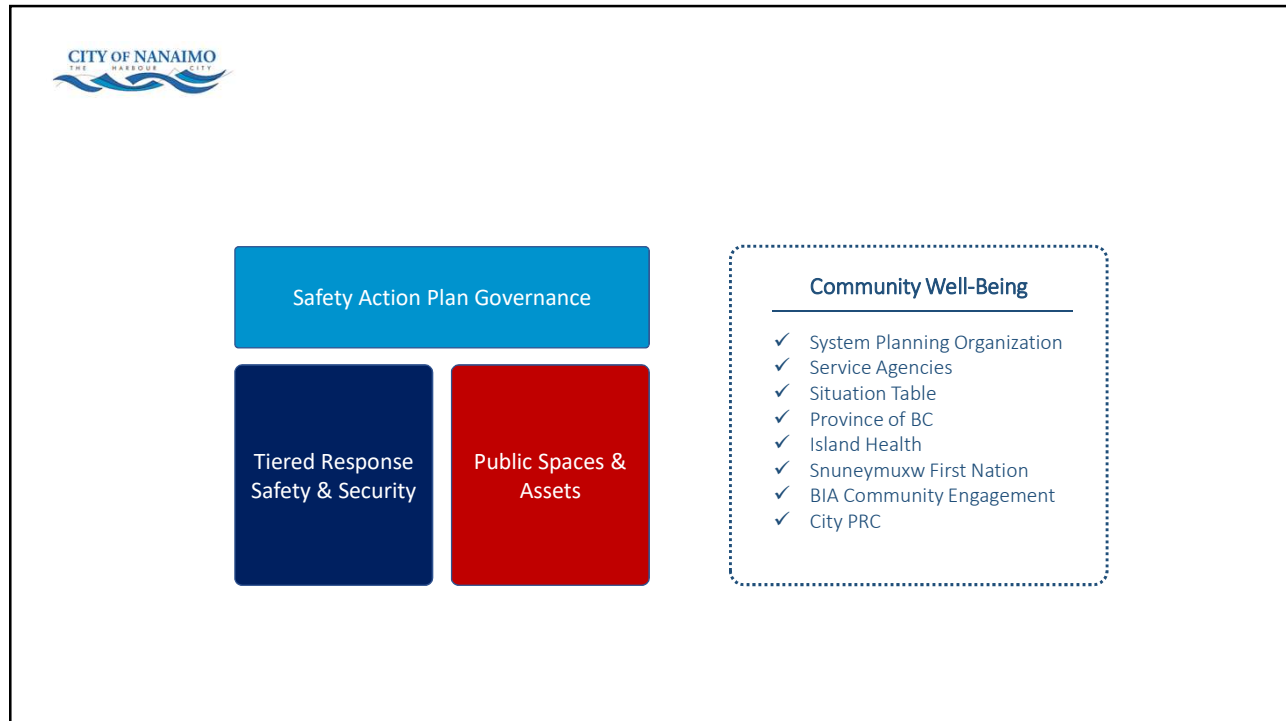 CITY OF NANAIMO
THE HARBOUR CITY
Safety Action Plan Governance
Tiered Response
Safety & Security
Public Spaces &
Assets
Community Well-Being
✓ System Planning Organization
✓ Service Agencies
✓ Situation Table
✓ Province of BC
✓ Island Health
✓ Snuneymuxw First Nation
✓ BIA Community Engagement
✓ City PRC